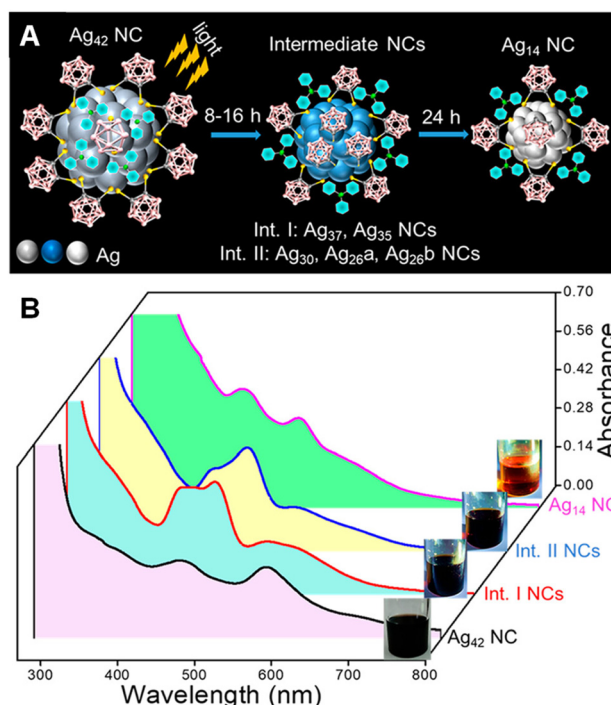 A
Ag42 NC
light
Intermediate NCs
Ag14 NC
8-16 h
24 h
Int. I: Ag37, Ag35 NCs
Int. II: Ag30, Ag26a, Ag26b NCs
Ag
B
0.70
0.56
0.42
0.28
0.14
0.00
Absorbance
Ag14 NC
Int. II NCs
Int. I NCs
Ag42 NC
300 400 500 600 700 800
Wavelength (nm)